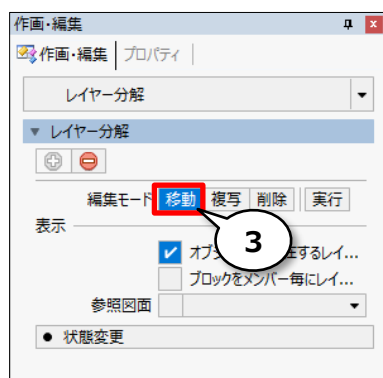 作画・編集
作画・編集 プロパティ
レイヤー分解
レイヤー分解
編集モード 移動 複写 削除 実行
表示
オブ 3 在するレイ...
ブロックをメンバー毎にレイ...
参照図面
状態変更